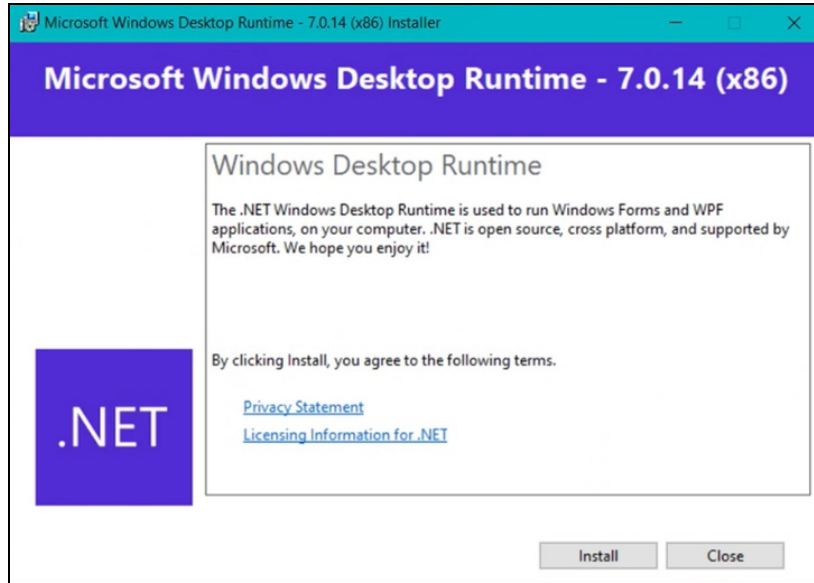 Microsoft Windows Desktop Runtime - 7.0.14 (x86) Installer
Microsoft Windows Desktop Runtime - 7.0.14 (x86)
Windows Desktop Runtime
The .NET Windows Desktop Runtime is used to run Windows Forms and WPF
applications, on your computer. .NET is open source, cross platform, and supported by
Microsoft. We hope you enjoy it!
By clicking Install, you agree to the following terms.
.NET
Privacy Statement
Licensing Information for .NET
Install
Close